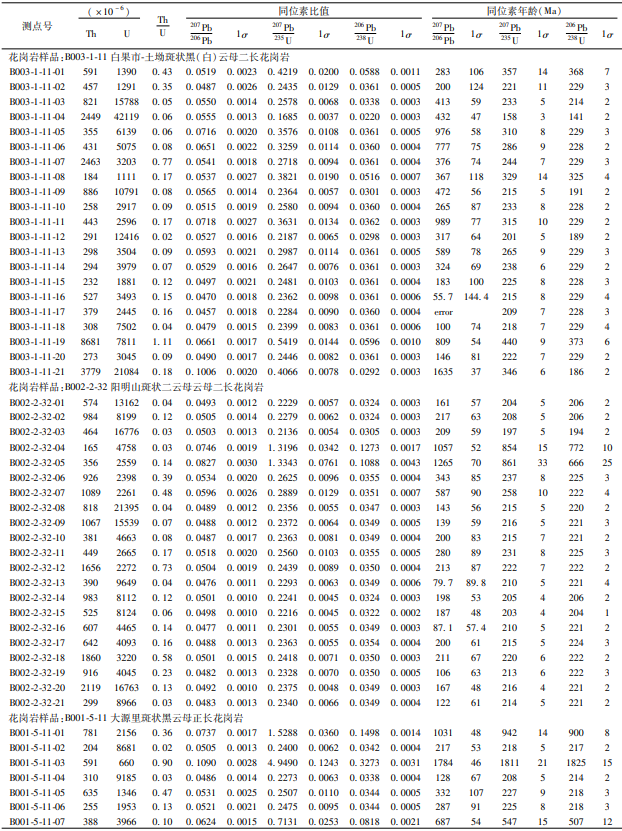 测点号 (×10⁻⁶) Th/U 同位素比值 同位素年龄(Ma)
Th U ²⁰⁷Pb/²⁰⁶Pb 1σ ²⁰⁷Pb/²³⁵U 1σ ²⁰⁶Pb/²³⁸U 1σ ²⁰⁷Pb/²⁰⁶Pb 1σ ²⁰⁷Pb/²³⁵U 1σ ²⁰⁶Pb/²³⁸U 1σ
花岗岩样品:B003-1-11 白果市-土坳斑状黑(白)云母二长花岗岩
B003-1-11-01 591 1390 0.43 0.0519 0.0023 0.4219 0.0200 0.0588 0.0011 283 106 357 14 368 7
B003-1-11-02 457 1291 0.35 0.0487 0.0026 0.2435 0.0129 0.0361 0.0005 200 124 221 11 229 3
B003-1-11-03 821 15788 0.05 0.0550 0.0014 0.2578 0.0068 0.0338 0.0003 413 59 233 5 214 2
B003-1-11-04 2449 42119 0.06 0.0555 0.0013 0.1685 0.0037 0.0220 0.0003 432 47 158 3 141 2
B003-1-11-05 355 6139 0.06 0.0716 0.0020 0.3576 0.0108 0.0361 0.0005 976 58 310 8 229 3
B003-1-11-06 431 5075 0.08 0.0651 0.0022 0.3259 0.0114 0.0360 0.0004 777 75 286 9 228 2
B003-1-11-07 2463 3203 0.77 0.0541 0.0018 0.2718 0.0094 0.0361 0.0004 376 74 244 7 229 3
B003-1-11-08 184 1111 0.17 0.0537 0.0027 0.3821 0.0190 0.0516 0.0007 367 118 329 14 325 4
B003-1-11-09 886 10791 0.08 0.0565 0.0014 0.2364 0.0057 0.0301 0.0003 472 56 215 5 191 2
B003-1-11-10 258 2917 0.09 0.0515 0.0019 0.2580 0.0094 0.0360 0.0004 265 87 233 8 228 2
B003-1-11-11 443 2596 0.17 0.0718 0.0027 0.3631 0.0134 0.0362 0.0003 989 77 315 10 229 2
B003-1-11-12 291 12416 0.02 0.0527 0.0016 0.2187 0.0065 0.0298 0.0003 317 64 201 5 189 2
B003-1-11-13 298 3504 0.09 0.0593 0.0021 0.2987 0.0114 0.0361 0.0005 589 78 265 9 229 3
B003-1-11-14 294 3979 0.07 0.0529 0.0016 0.2647 0.0076 0.0361 0.0003 324 69 238 6 229 2
B003-1-11-15 232 1881 0.12 0.0497 0.0021 0.2481 0.0103 0.0361 0.0004 183 100 225 8 228 3
B003-1-11-16 527 3493 0.15 0.0470 0.0018 0.2362 0.0098 0.0361 0.0006 55.7 144.4 215 8 229 4
B003-1-11-17 379 2445 0.16 0.0457 0.0018 0.2284 0.0090 0.0360 0.0004 error 209 7 228 3
B003-1-11-18 308 7502 0.04 0.0479 0.0015 0.2399 0.0083 0.0361 0.0006 100 74 218 7 229 4
B003-1-11-19 8681 7811 1.11 0.0661 0.0017 0.5419 0.0144 0.0596 0.0010 809 54 440 9 373 6
B003-1-11-20 273 3045 0.09 0.0490 0.0017 0.2446 0.0082 0.0361 0.0003 146 81 222 7 229 2
B003-1-11-21 3779 21084 0.18 0.1006 0.0020 0.4066 0.0078 0.0292 0.0003 1635 37 346 6 186 2
花岗岩样品:B002-2-32 阳明山斑状二云母云母二长花岗岩
B002-2-32-01 574 13162 0.04 0.0493 0.0012 0.2229 0.0057 0.0324 0.0003 161 57 204 5 206 2
B002-2-32-02 984 8199 0.12 0.0505 0.0014 0.2279 0.0062 0.0324 0.0003 217 63 208 5 206 2
B002-2-32-03 464 16776 0.03 0.0503 0.0013 0.2136 0.0054 0.0305 0.0003 209 59 197 5 194 2
B002-2-32-04 165 4758 0.03 0.0746 0.0019 1.3196 0.0342 0.1273 0.0017 1057 52 854 15 772 10
B002-2-32-05 356 2559 0.14 0.0827 0.0030 1.3343 0.0761 0.1088 0.0043 1265 70 861 33 666 25
B002-2-32-06 926 2398 0.39 0.0534 0.0020 0.2625 0.0096 0.0355 0.0004 343 85 237 8 225 3
B002-2-32-07 1089 2261 0.48 0.0596 0.0026 0.2889 0.0129 0.0351 0.0007 587 90 258 10 222 4
B002-2-32-08 818 21395 0.04 0.0489 0.0012 0.2356 0.0055 0.0347 0.0003 143 56 215 5 220 2
B002-2-32-09 1067 15539 0.07 0.0488 0.0012 0.2372 0.0064 0.0349 0.0005 139 59 216 5 221 3
B002-2-32-10 381 4663 0.08 0.0487 0.0017 0.2363 0.0081 0.0349 0.0004 200 83 215 7 221 2
B002-2-32-11 449 2665 0.17 0.0518 0.0020 0.2560 0.0103 0.0355 0.0005 280 89 231 8 225 3
B002-2-32-12 1656 2272 0.73 0.0504 0.0019 0.2439 0.0089 0.0350 0.0004 213 87 222 7 222 2
B002-2-32-13 390 9649 0.04 0.0476 0.0011 0.2293 0.0063 0.0349 0.0006 79.7 89.8 210 5 221 4
B002-2-32-14 983 8112 0.12 0.0501 0.0010 0.2241 0.0045 0.0324 0.0003 198 53 205 4 206 2
B002-2-32-15 525 8124 0.06 0.0498 0.0010 0.2216 0.0045 0.0322 0.0002 187 48 203 4 204 1
B002-2-32-16 607 4465 0.14 0.0477 0.0011 0.2301 0.0055 0.0349 0.0003 87.1 57.4 210 5 221 2
B002-2-32-17 642 4093 0.16 0.0488 0.0013 0.2363 0.0055 0.0354 0.0004 200 61 215 5 224 3
B002-2-32-18 1860 3220 0.58 0.0501 0.0015 0.2418 0.0071 0.0350 0.0003 211 67 220 6 222 2
B002-2-32-19 916 4045 0.23 0.0482 0.0013 0.2328 0.0070 0.0350 0.0005 106 63 213 6 222 3
B002-2-32-20 2119 16763 0.13 0.0492 0.0010 0.2375 0.0048 0.0349 0.0003 167 48 216 4 221 2
B002-2-32-21 299 8966 0.03 0.0483 0.0013 0.2340 0.0066 0.0349 0.0003 122 61 214 5 221 2
花岗岩样品:B001-5-11 大源里斑状黑云母正长花岗岩
B001-5-11-01 781 2156 0.36 0.0737 0.0017 1.5288 0.0360 0.1498 0.0014 1031 48 942 14 900 8
B001-5-11-02 204 8681 0.02 0.0505 0.0013 0.2400 0.0062 0.0342 0.0004 217 53 218 5 217 2
B001-5-11-03 591 660 0.90 0.1090 0.0028 4.9490 0.1243 0.3273 0.0031 1784 46 1811 21 1825 15
B001-5-11-04 310 9185 0.03 0.0486 0.0014 0.2273 0.0063 0.0338 0.0004 128 67 208 5 214 2
B001-5-11-05 635 1346 0.47 0.0531 0.0025 0.2507 0.0110 0.0344 0.0005 332 107 227 9 218 3
B001-5-11-06 255 1953 0.13 0.0521 0.0021 0.2475 0.0095 0.0344 0.0005 287 91 225 8 218 3
B001-5-11-07 388 3966 0.10 0.0624 0.0015 0.7131 0.0253 0.0818 0.0021 687 54 547 15 507 12